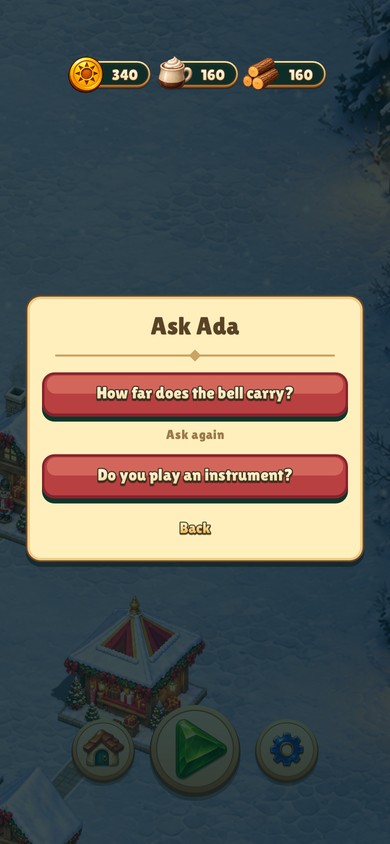 340
160
160
Ask Ada
How far does the bell carry?
Ask again
Do you play an instrument?
Back